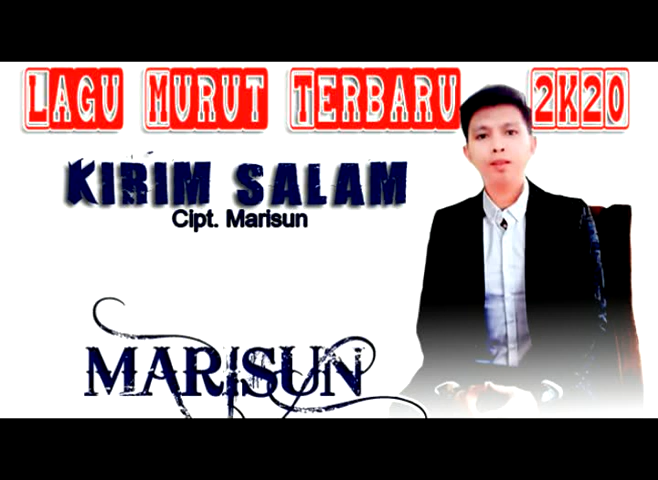 LAGU MURUT TERBARU 2K20
KIRIM SALAM
Cipt. Marisun
MARISUN